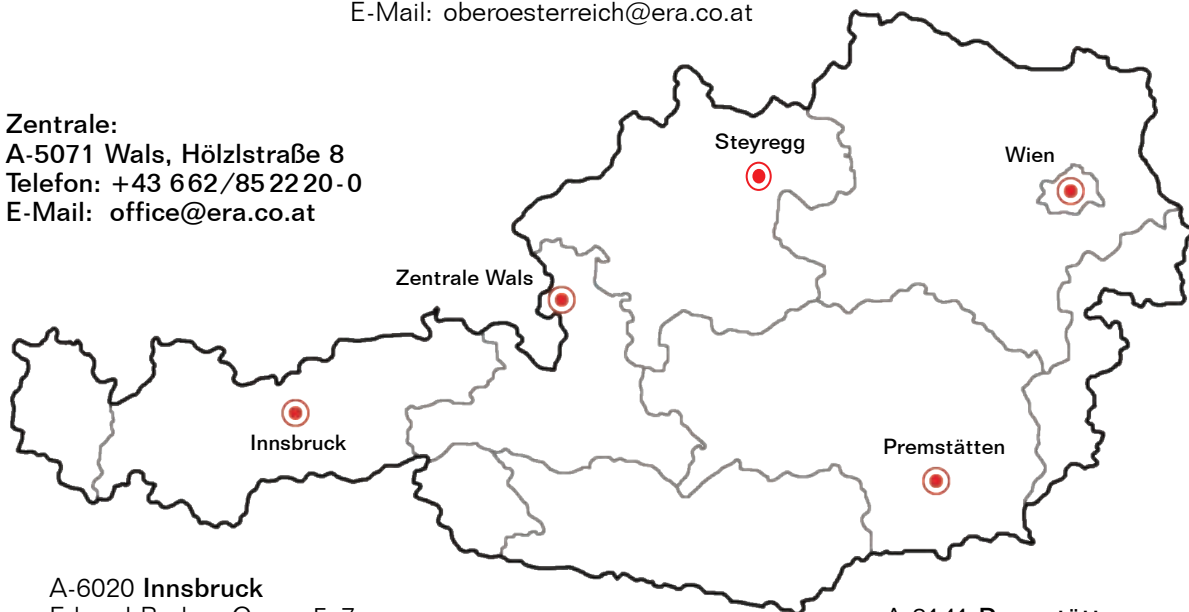 E-Mail: oberoesterreich@era.co.at
Zentrale:
A-5071 Wals, Hölzlstraße 8
Telefon: +43 662/85 22 20-0
E-Mail: office@era.co.at
Steyregg
Wien
Zentrale Wals
Innsbruck
Premstätten
A-6020 Innsbruck